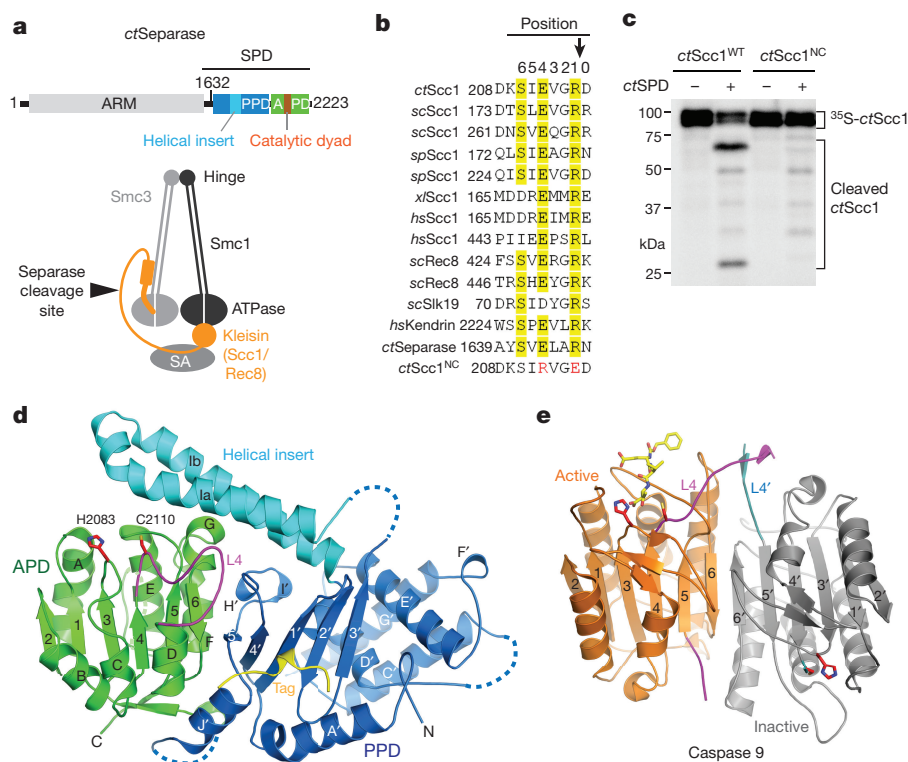 a
ctSeparase
SPD
1632
1
ARM
PPD
A
PD
2223
Helical insert
Catalytic dyad
Hinge
Smc3
Smc1
Separase
cleavage
site
ATPase
Kleisin
(Scc1/
Rec8)
SA
b
Position
6 5 4 3 2 1 0
ctScc1 208 DKSIEVGRD
scScc1 173 DTSLEVGRR
scScc1 261 DNSVEQGRR
spScc1 172 QLSIEAGRN
spScc1 224 QISIEVGRD
xlScc1 165 MDDREMMRE
hsScc1 165 MDDREIMRE
hsScc1 443 PIIEEPSRL
scRec8 424 FSSVERGRK
scRec8 446 TRSHEYGRK
scSlk19 70 DRSIDYGRS
hsKendrin 2224 WSSPEVLRK
ctSeparase 1639 AYSVELARN
ctScc1NC 208 DKSIRVGED
c
ctScc1WT ctScc1NC
ctSPD – + – +
100
75
50
37
kDa
25
35S-ctScc1
Cleaved
ctScc1
d
Ib
Ia
Helical insert
H2083
C2110
G
APD
A
L4
E
2
1
3
4
5
6
B
C
D
F
C
H′
I′
5′
4′
1′
2′
3′
F′
E′
G′
D′
C′
Tag
J′
A′
PPD
N
e
Active
L4
L4′
2
1
3
4
5
6
6′
5′
4′
3′
1′
2′
Inactive
Caspase 9